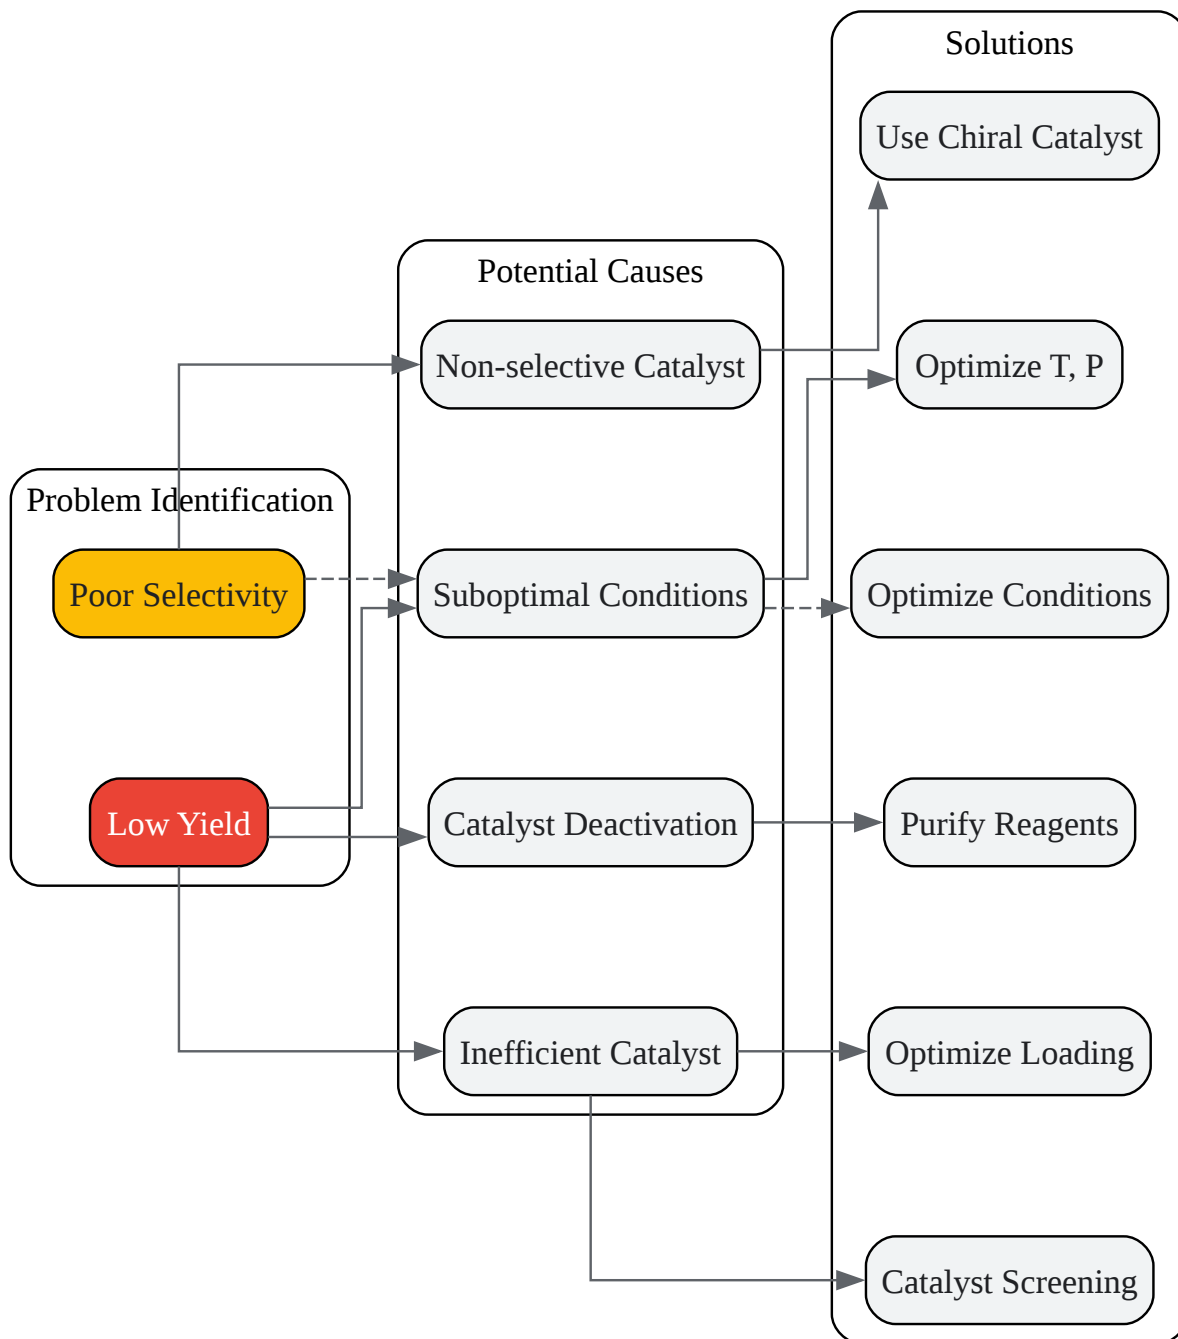 Problem Identification
Poor Selectivity
Low Yield
Potential Causes
Non-selective Catalyst
Suboptimal Conditions
Catalyst Deactivation
Inefficient Catalyst
Solutions
Use Chiral Catalyst
Optimize T, P
Optimize Conditions
Purify Reagents
Optimize Loading
Catalyst Screening